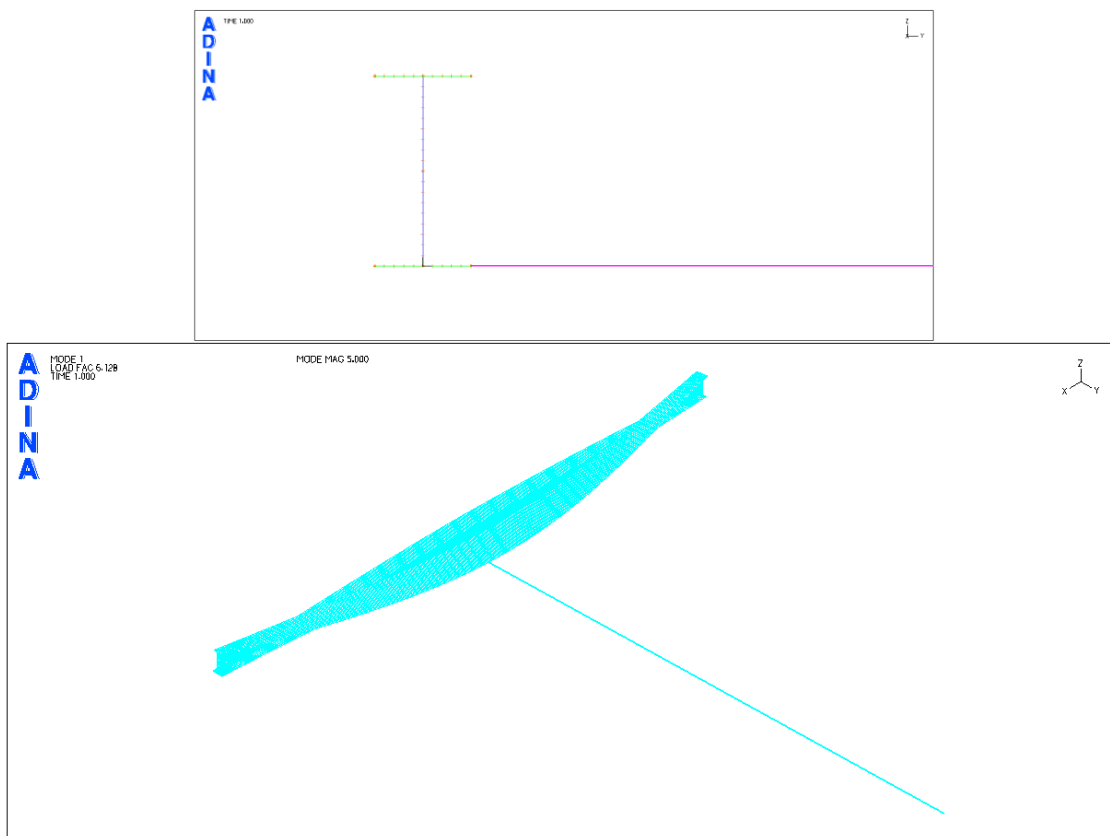 ADINA
TIME 1.000
Z
X Y
ADINA
MODE 1
LOAD FAC 6.128
TIME 1.000
MODE MAG 5.000
Z
X Y